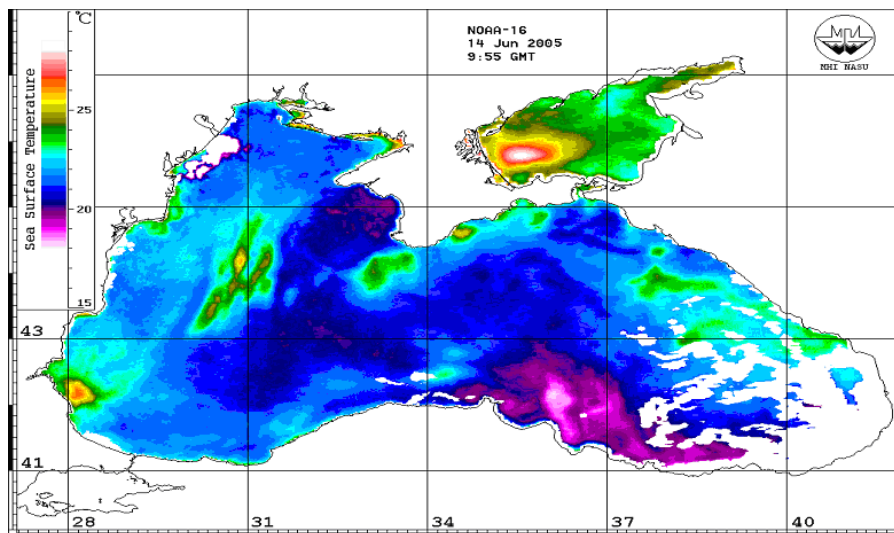 °C
NOAA-16
14 Jun 2005
9:55 GMT
МГИ
MHI NASU
Sea Surface Temperature
25
20
15
43
41
28
31
34
37
40